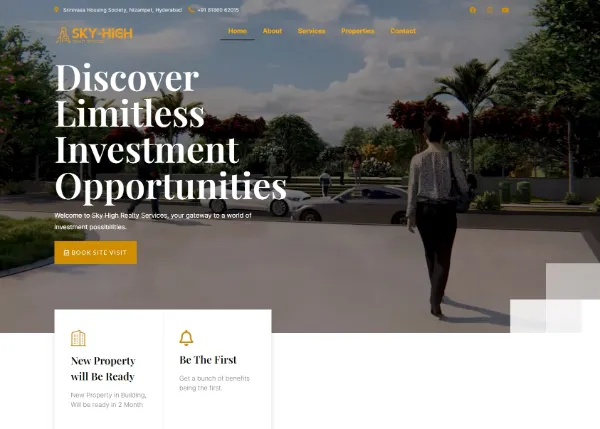 Srinivasa Housing Society, Nizampet, Hyderabad
Home About Services Properties Contact
SKY-HIGH
Discover
Limitless
Investment
Opportunities
Welcome to Sky High Realty Services, your gateway to a world of
investment possibilities.
BOOK SITE VISIT
New Property
will Be Ready
New Property in Building,
Will be ready in 2 Month
Be The First
Get a bunch of benefits
being the first.